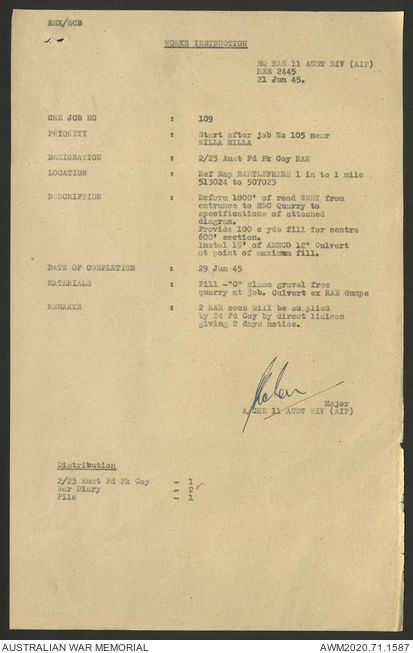 RHK/NCB
WORKS INSTRUCTION
HQ RAE 11 AUST DIV (AIF)
RHE 2445
21 Jun 45.
CRE JOB NO : 109
PRIORITY : Start after job No 105 near
MILLA MILLA
DESIGNATION : 2/23 Aust Fd Pk Coy RAE
LOCATION : Ref Map BARTLEFRERE 1 in to 1 mile
513024 to 507023
DESCRIPTION : Reform 1800' of road WEST from
entrance to MRC Quarry to
specifications of attached
diagram.
Provide 100 c yds fill for centre
600' section.
Instal 16' of ARMCO 12" Culvert
at point of maximum fill.
DATE OF COMPLETION : 29 Jun 45
MATERIALS : Fill -"C" class gravel from
quarry at job. Culvert ex RAE dumps
REMARKS : 2 RAE secs will be supplied
by 24 Fd Coy by direct liaison
giving 2 days notice.
Major
A/CRE 11 AUST DIV (AIF)
Distribution
2/23 Aust Fd Pk Coy - 1
War Diary - 2
File - 1
AUSTRALIAN WAR MEMORIAL AWM2020.71.1587